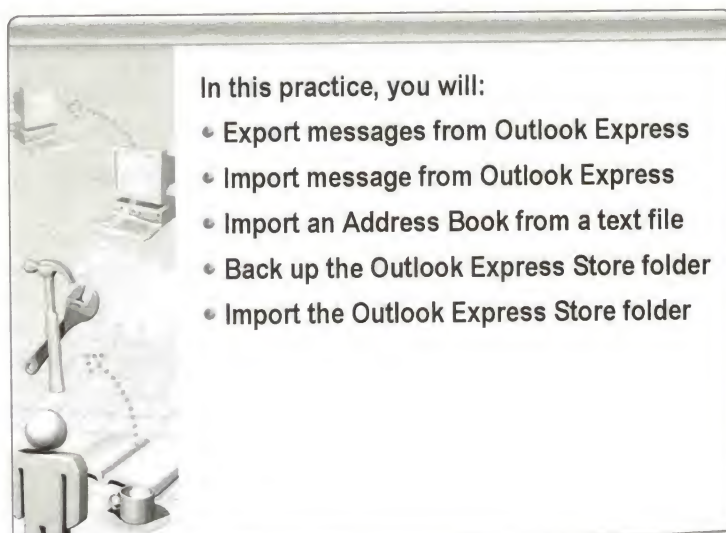 In this practice, you will:
• Export messages from Outlook Express
• Import message from Outlook Express
• Import an Address Book from a text file
• Back up the Outlook Express Store folder
• Import the Outlook Express Store folder